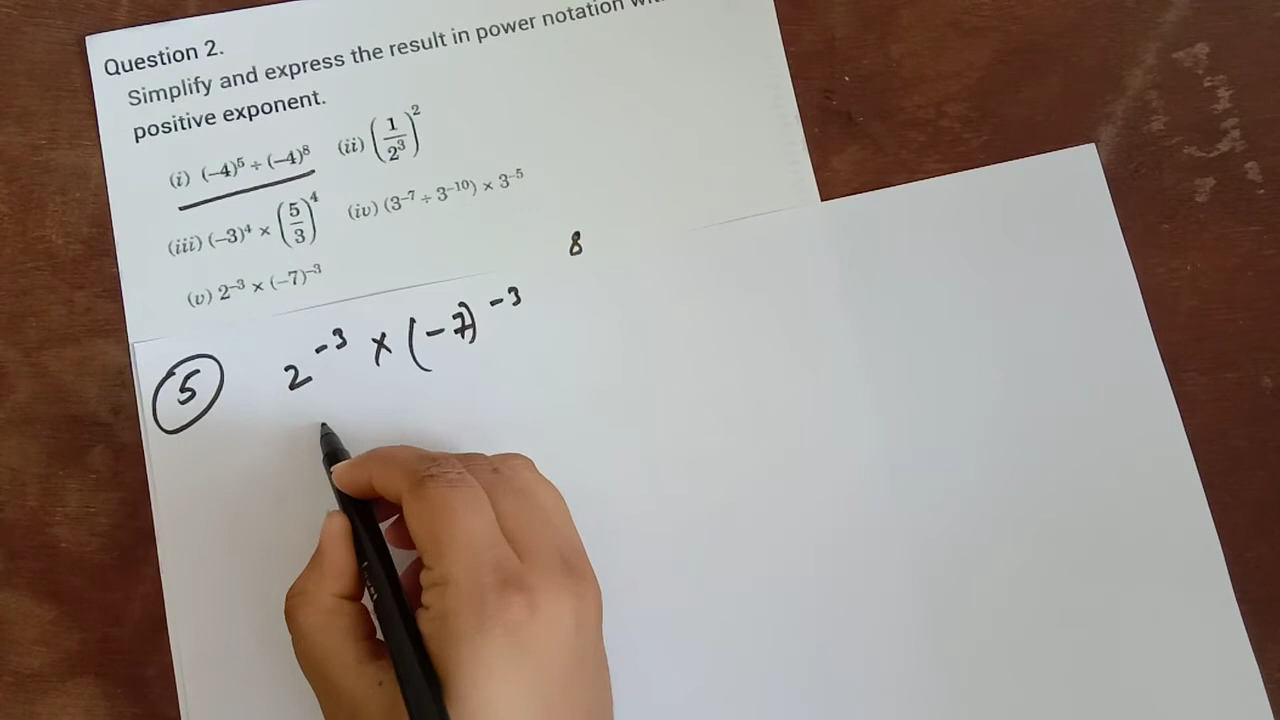 Question 2.
Simplify and express the result in power notation
positive exponent.
(i) (–4)⁵ ÷ (–4)⁸ (ii) (1/2³)²
(iii) (–3)⁴ × (5/3)⁴ (iv) (3⁻⁷ ÷ 3⁻¹⁰) × 3⁻⁵
(v) 2⁻³ × (–7)⁻³
8
5 2⁻³ × (-7)⁻³